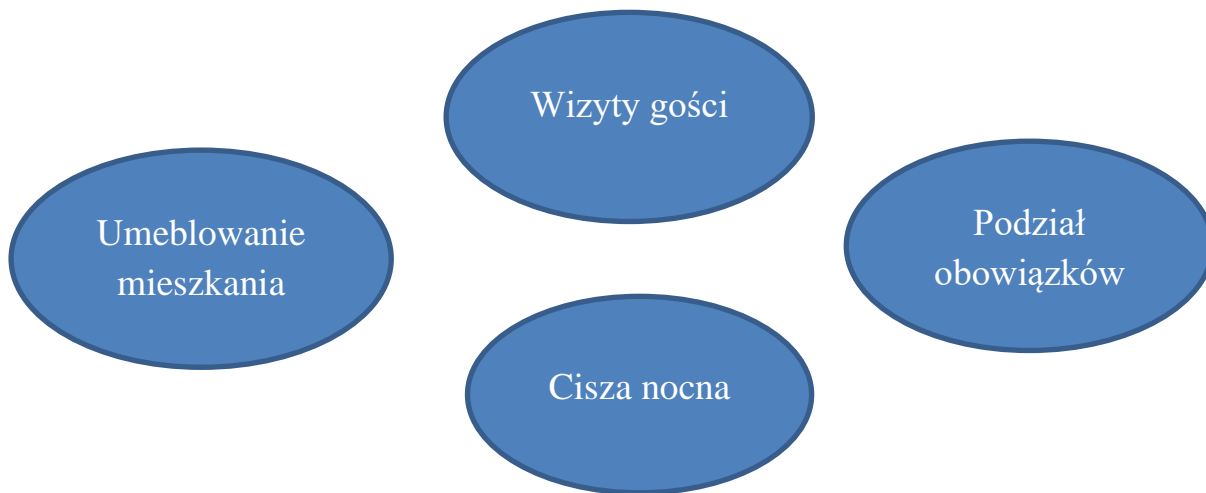 Wizyty gości
Umeblowanie
mieszkania
Podział
obowiązków
Cisza nocna